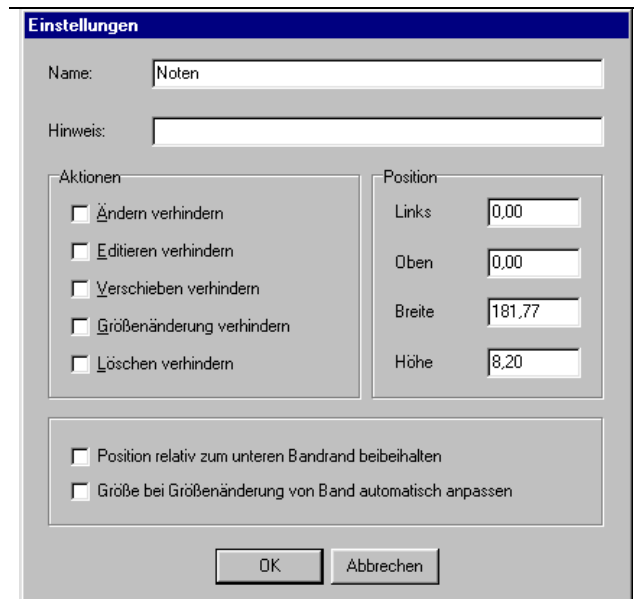 Einstellungen
Name: Noten
Hinweis:
Aktionen
Ändern verhindern
Editieren verhindern
Verschieben verhindern
Größenänderung verhindern
Löschen verhindern
Position
Links 0,00
Oben 0,00
Breite 181,77
Höhe 8,20
Position relativ zum unteren Bandrand beibeihalten
Größe bei Größenänderung von Band automatisch anpassen
OK Abbrechen